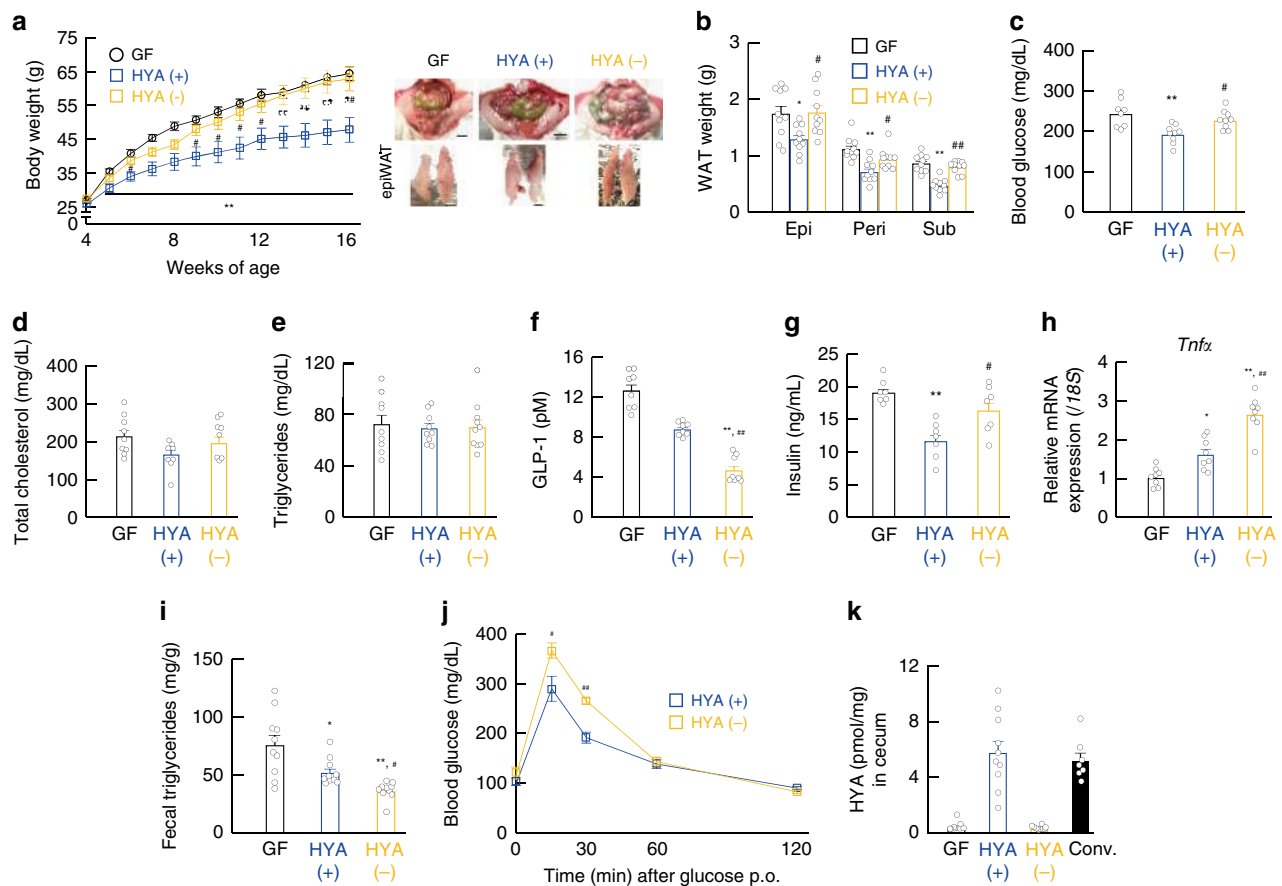 a
75
65
55
45
35
25
0
Body weight (g)
GF
HYA (+)
HYA (-)
# # # # #
**
4 8 12 16
Weeks of age
GF HYA (+) HYA (–)
epiWAT
b
3
2
1
0
WAT weight (g)
GF
HYA (+)
HYA (–)
* # ** # ** ##
Epi Peri Sub
c
400
300
200
100
0
Blood glucose (mg/dL)
** #
GF HYA (+) HYA (–)
d
400
300
200
100
0
Total cholesterol (mg/dL)
GF HYA (+) HYA (–)
e
120
80
40
0
Triglycerides (mg/dL)
GF HYA (+) HYA (–)
f
16
12
8
4
0
GLP-1 (pM)
**, ##
GF HYA (+) HYA (–)
g
25
20
15
10
5
0
Insulin (ng/mL)
** #
GF HYA (+) HYA (–)
h
Tnfα
4
3
2
1
0
Relative mRNA
expression (/18S)
* **, ##
GF HYA (+) HYA (–)
i
150
100
50
0
Fecal triglycerides (mg/g)
* **, #
GF HYA (+) HYA (–)
j
400
300
200
100
0
Blood glucose (mg/dL)
# ##
HYA (+)
HYA (–)
0 30 60 120
Time (min) after glucose p.o.
k
12
8
4
0
HYA (pmol/mg)
in cecum
GF HYA (+) HYA (–) Conv.